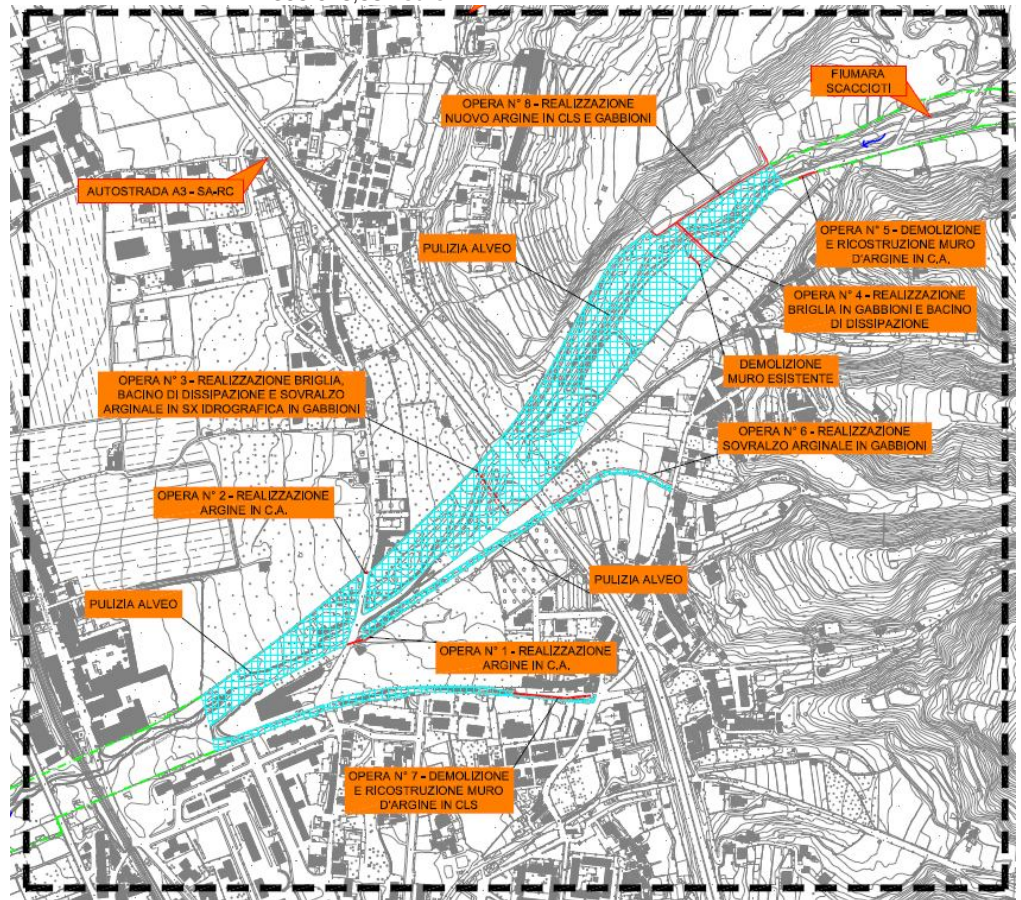 FIUMARA
SCACCIOTI
OPERA N° 8 - REALIZZAZIONE
NUOVO ARGINE IN CLS E GABBIONI
AUTOSTRADA A3 - SA-RC
PULIZIA ALVEO
OPERA N° 5 - DEMOLIZIONE
E RICOSTRUZIONE MURO
D'ARGINE IN C.A.
OPERA N° 4 - REALIZZAZIONE
BRIGLIA IN GABBIONI E BACINO
DI DISSIPAZIONE
DEMOLIZIONE
MURO ESISTENTE
OPERA N° 3 - REALIZZAZIONE BRIGLIA,
BACINO DI DISSIPAZIONE E SOVRALZO
ARGINALE IN SX IDROGRAFICA IN GABBIONI
OPERA N° 6 - REALIZZAZIONE
SOVRALZO ARGINALE IN GABBIONI
OPERA N° 2 - REALIZZAZIONE
ARGINE IN C.A.
PULIZIA ALVEO
PULIZIA ALVEO
OPERA N° 1 - REALIZZAZIONE
ARGINE IN C.A.
OPERA N° 7 - DEMOLIZIONE
E RICOSTRUZIONE MURO
D'ARGINE IN CLS